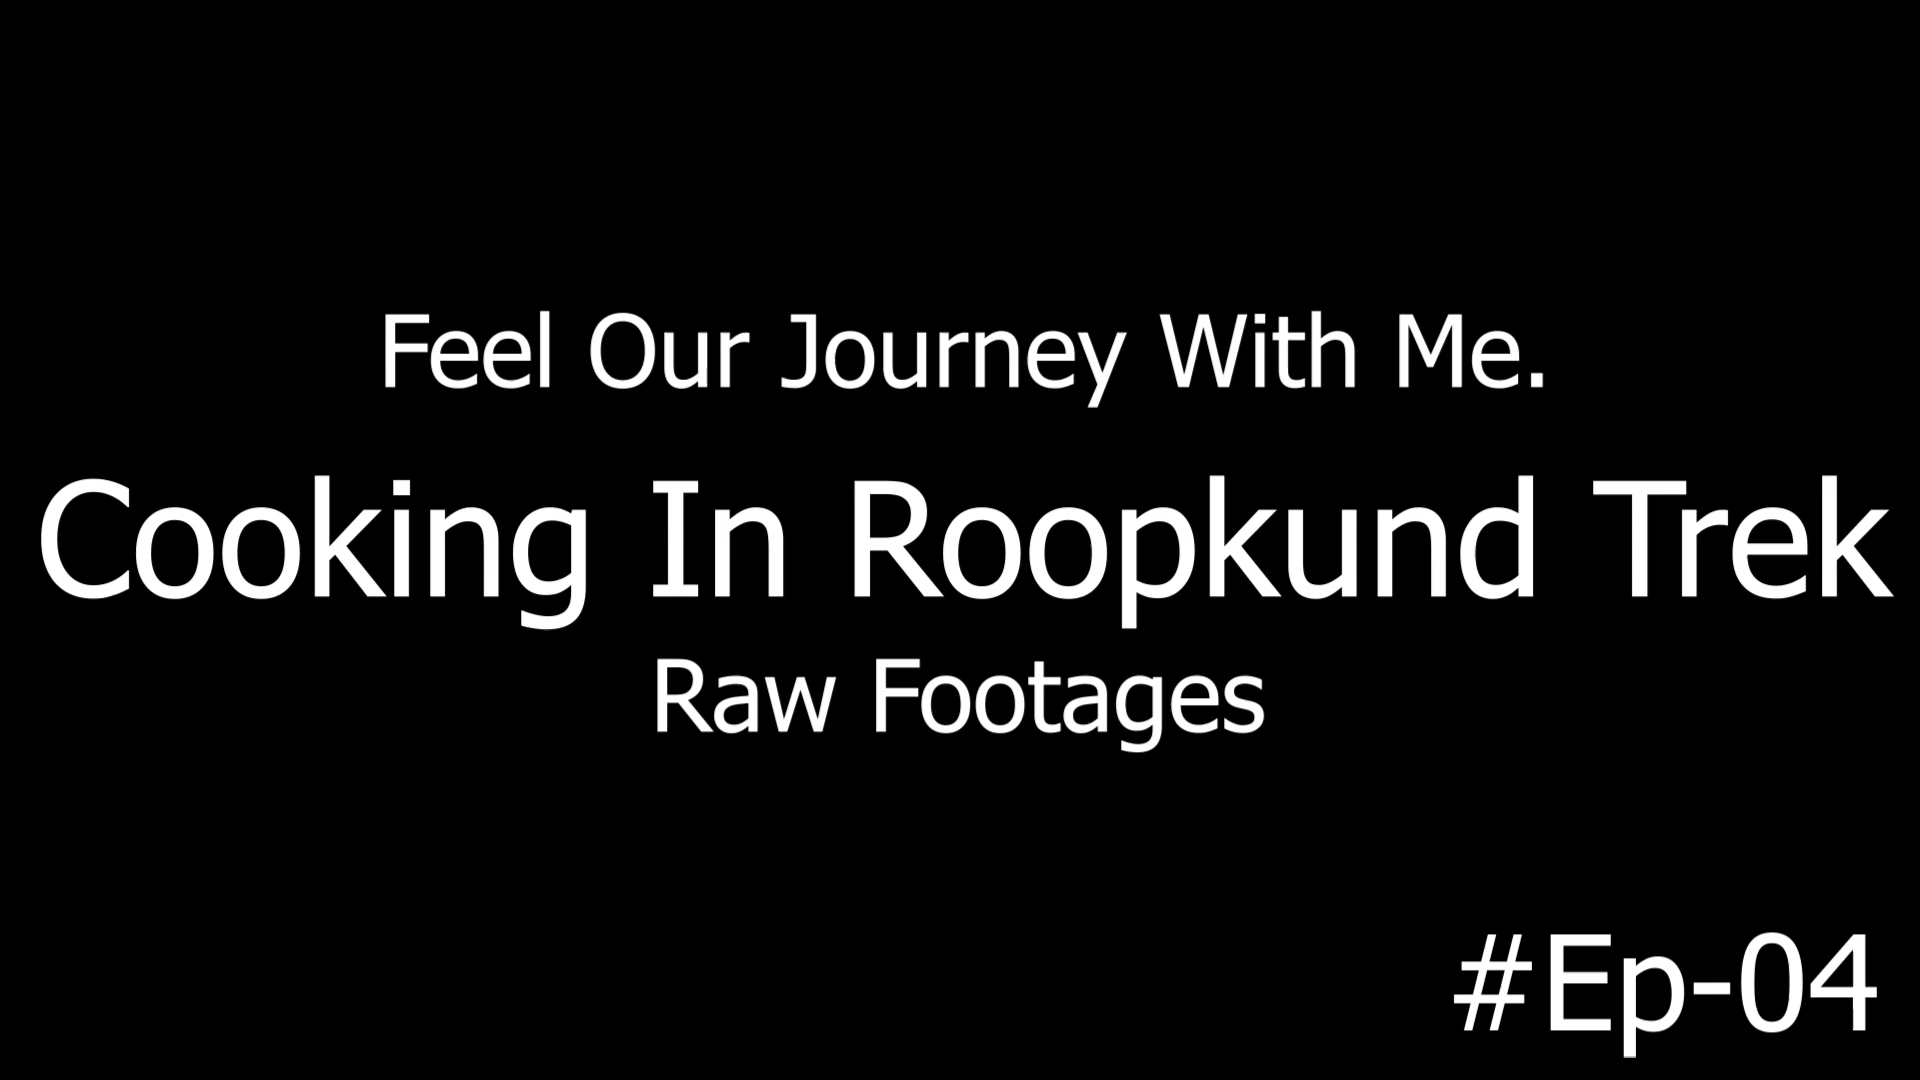 Feel Our Journey With Me.
Cooking In Roopkund Trek
Raw Footages
#Ep-04